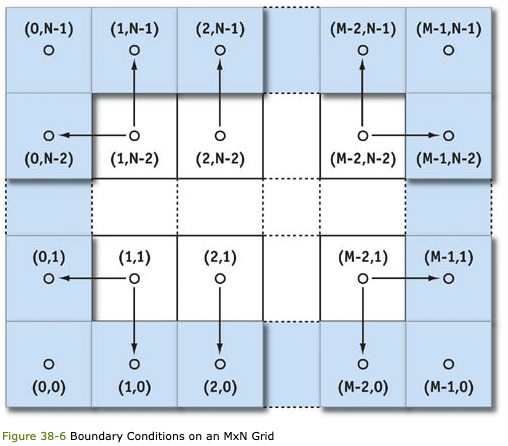 (0,N-1) (1,N-1) (2,N-1) (M-2,N-1) (M-1,N-1)
(0,N-2) (1,N-2) (2,N-2) (M-2,N-2) (M-1,N-2)
(0,1) (1,1) (2,1) (M-2,1) (M-1,1)
(0,0) (1,0) (2,0) (M-2,0) (M-1,0)
Figure 38-6 Boundary Conditions on an MxN Grid